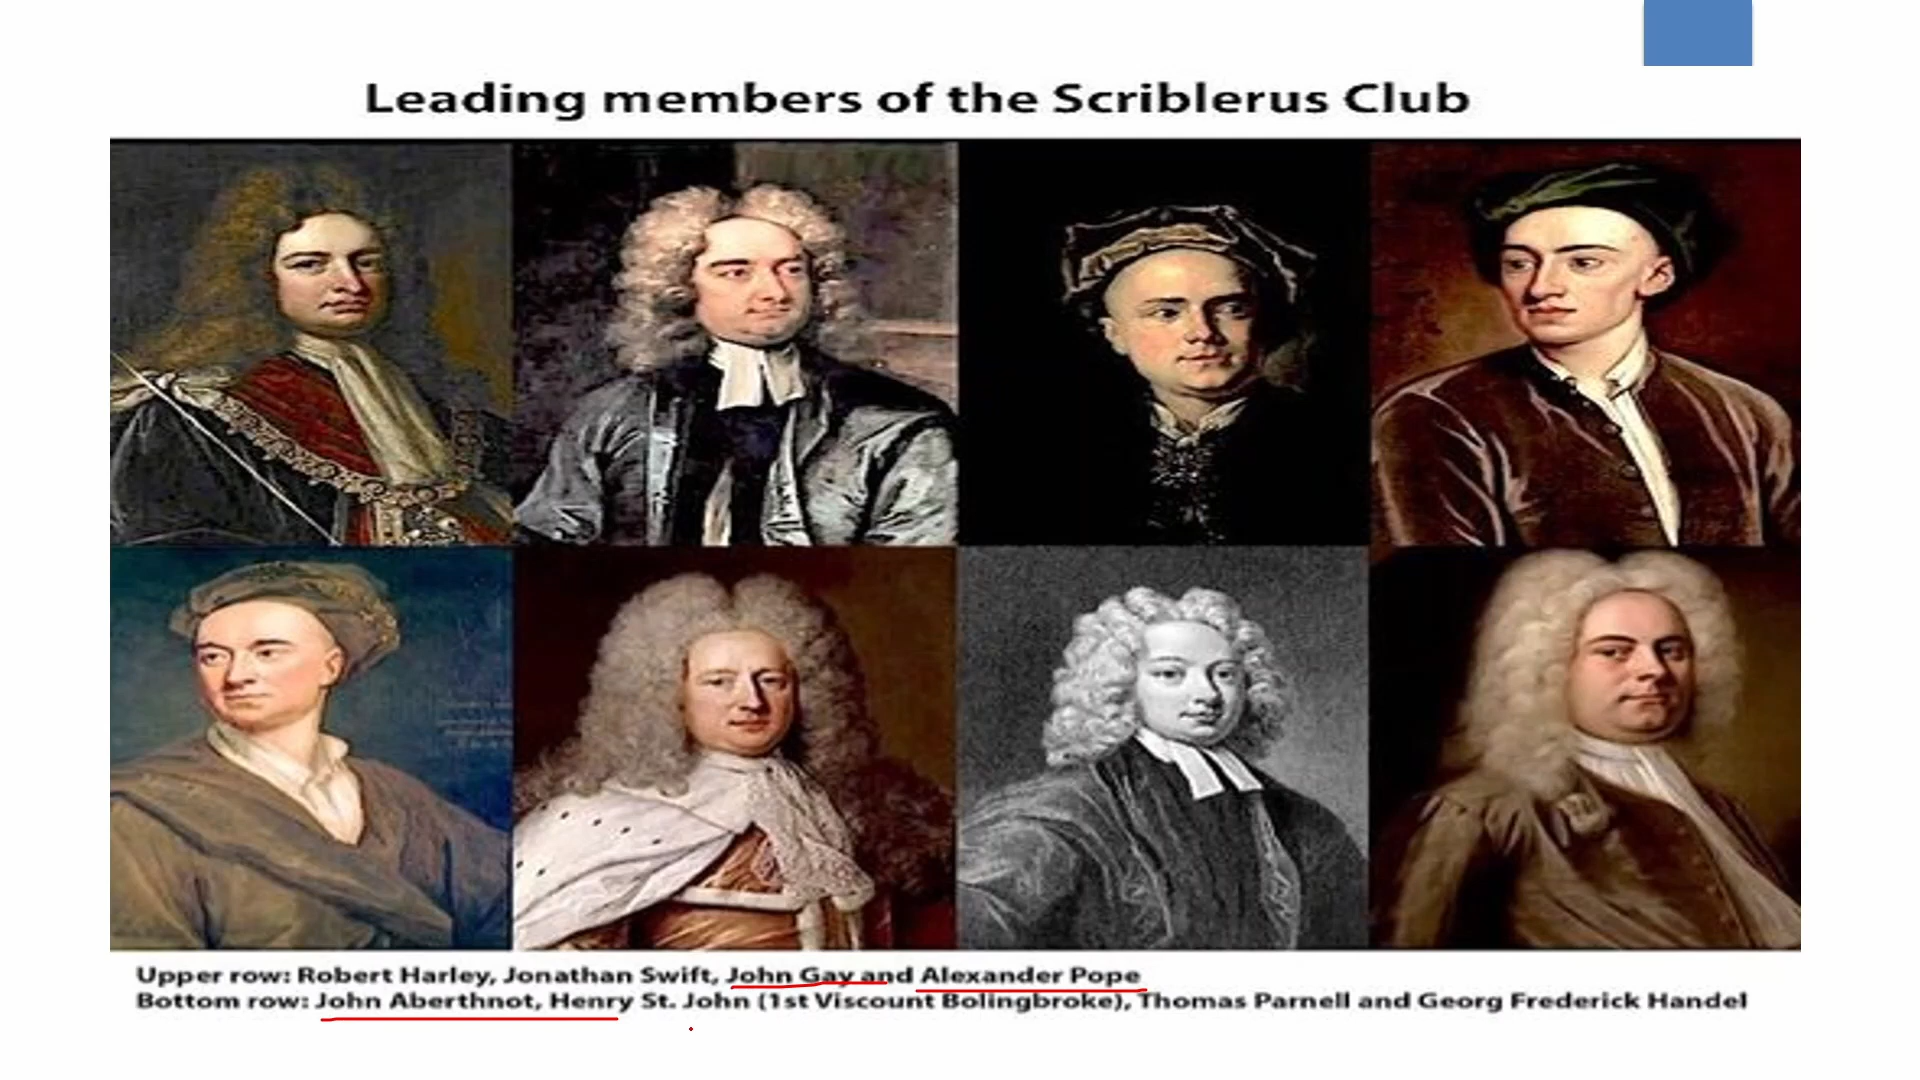 Leading members of the Scriblerus Club
Upper row: Robert Harley, Jonathan Swift, John Gay and Alexander Pope
Bottom row: John Aberthnot, Henry St. John (1st Viscount Bolingbroke), Thomas Parnell and Georg Frederick Handel